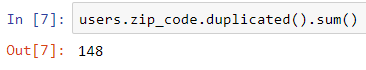 In [7]: users.zip_code.duplicated().sum()
Out[7]: 148